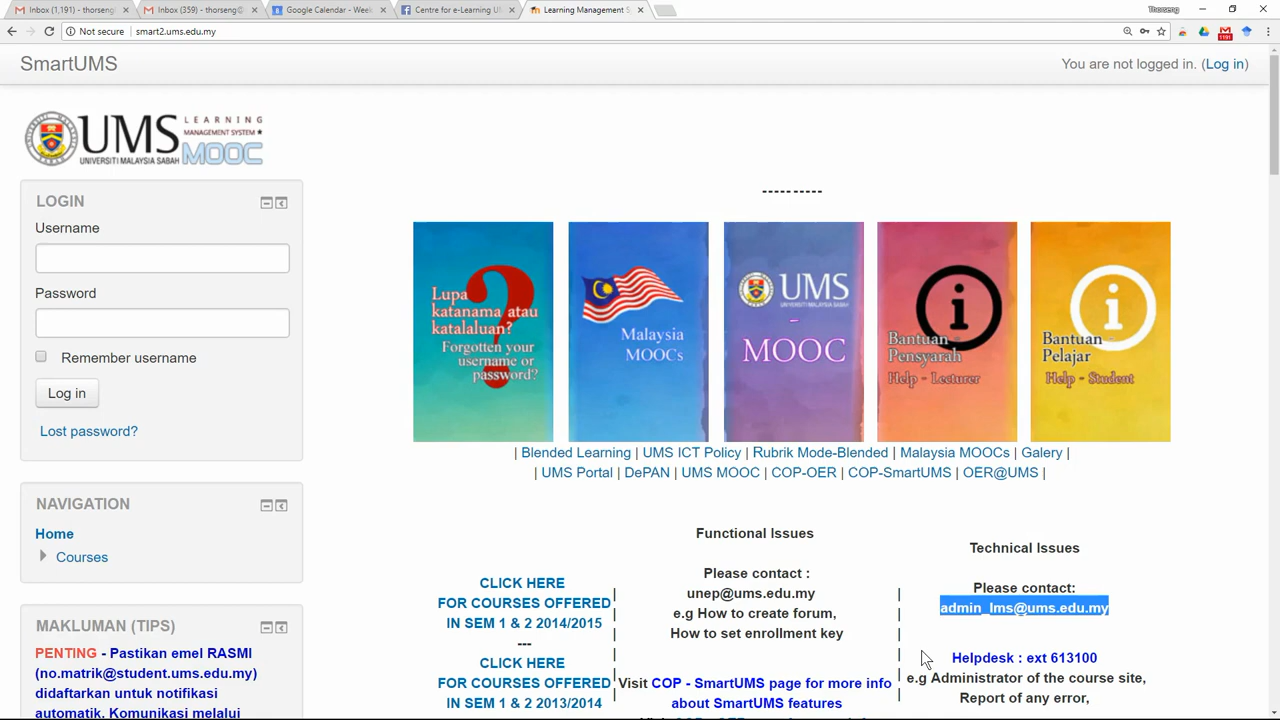 Inbox (1,191) - thorseng
Inbox (359) - thorseng@
Google Calendar - Week
Centre for e-Learning U
Learning Management S
Thorseng
Not secure | smart2.ums.edu.my
1191
SmartUMS
You are not logged in. (Log in)
UMS
LEARNING
MANAGEMENT SYSTEM
UNIVERSITI MALAYSIA SABAH
MOOC
LOGIN
Username
Password
Remember username
Log in
Lost password?
NAVIGATION
Home
Courses
MAKLUMAN (TIPS)
PENTING - Pastikan emel RASMI
(no.matrik@student.ums.edu.my)
didaftarkan untuk notifikasi
automatik. Komunikasi melalui
----------
Lupa
katanama atau
katalaluan?
Forgotten your
username or
password?
?
Malaysia
MOOCs
UMS
UNIVERSITI MALAYSIA SABAH
-
MOOC
i
Bantuan -
Pensyarah
Help - Lecturer
i
Bantuan -
Pelajar
Help - Student
| Blended Learning | UMS ICT Policy | Rubrik Mode-Blended | Malaysia MOOCs | Galery |
| UMS Portal | DePAN | UMS MOOC | COP-OER | COP-SmartUMS | OER@UMS |
CLICK HERE
FOR COURSES OFFERED
IN SEM 1 & 2 2014/2015
---
CLICK HERE
FOR COURSES OFFERED
IN SEM 1 & 2 2013/2014
Functional Issues
Please contact :
unep@ums.edu.my
e.g How to create forum,
How to set enrollment key
Visit COP - SmartUMS page for more info
about SmartUMS features
Technical Issues
Please contact:
admin_lms@ums.edu.my
Helpdesk : ext 613100
e.g Administrator of the course site,
Report of any error,